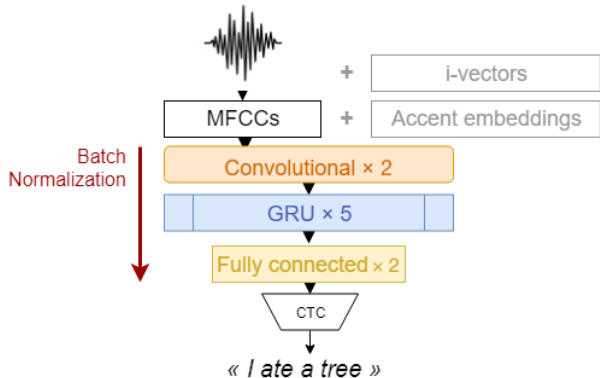 + i-vectors
MFCCs + Accent embeddings
Batch
Normalization
Convolutional × 2
GRU × 5
Fully connected × 2
CTC
« I ate a tree »